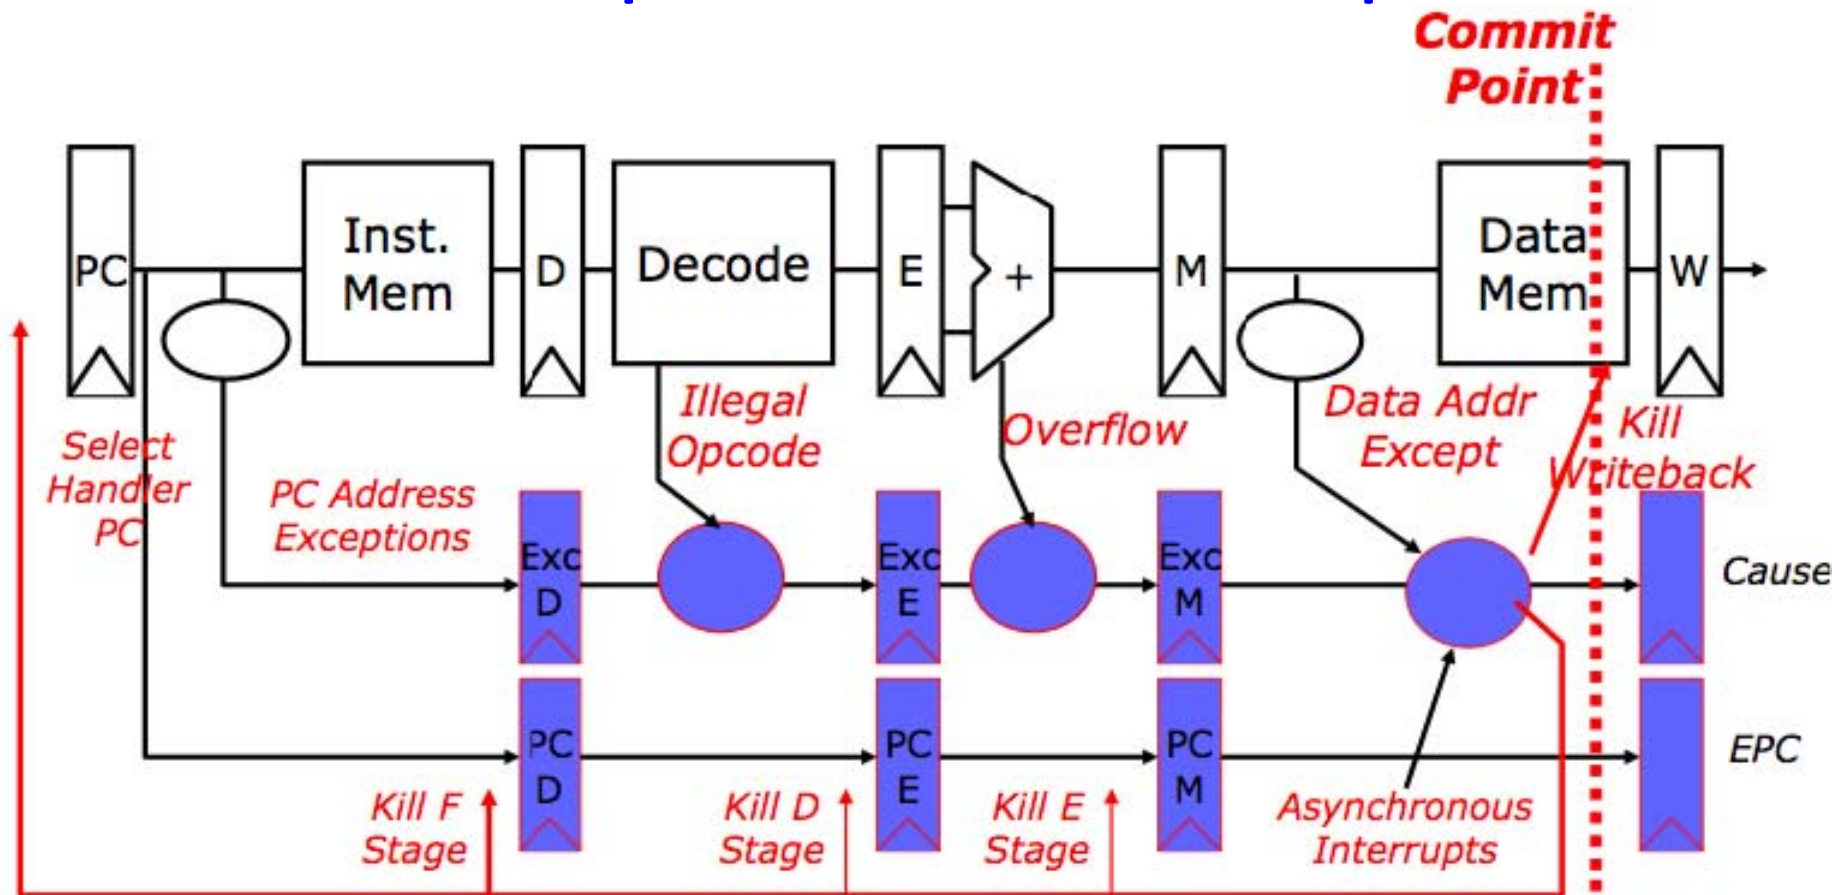 Commit
Point
PC
Inst.
Mem
D
Decode
E
+
M
Data
Mem
W
Select
Handler
PC
PC Address
Exceptions
Illegal
Opcode
Overflow
Data Addr
Except
Kill
Writeback
Exc
D
Exc
E
Exc
M
Cause
PC
D
PC
E
PC
M
EPC
Kill F
Stage
Kill D
Stage
Kill E
Stage
Asynchronous
Interrupts